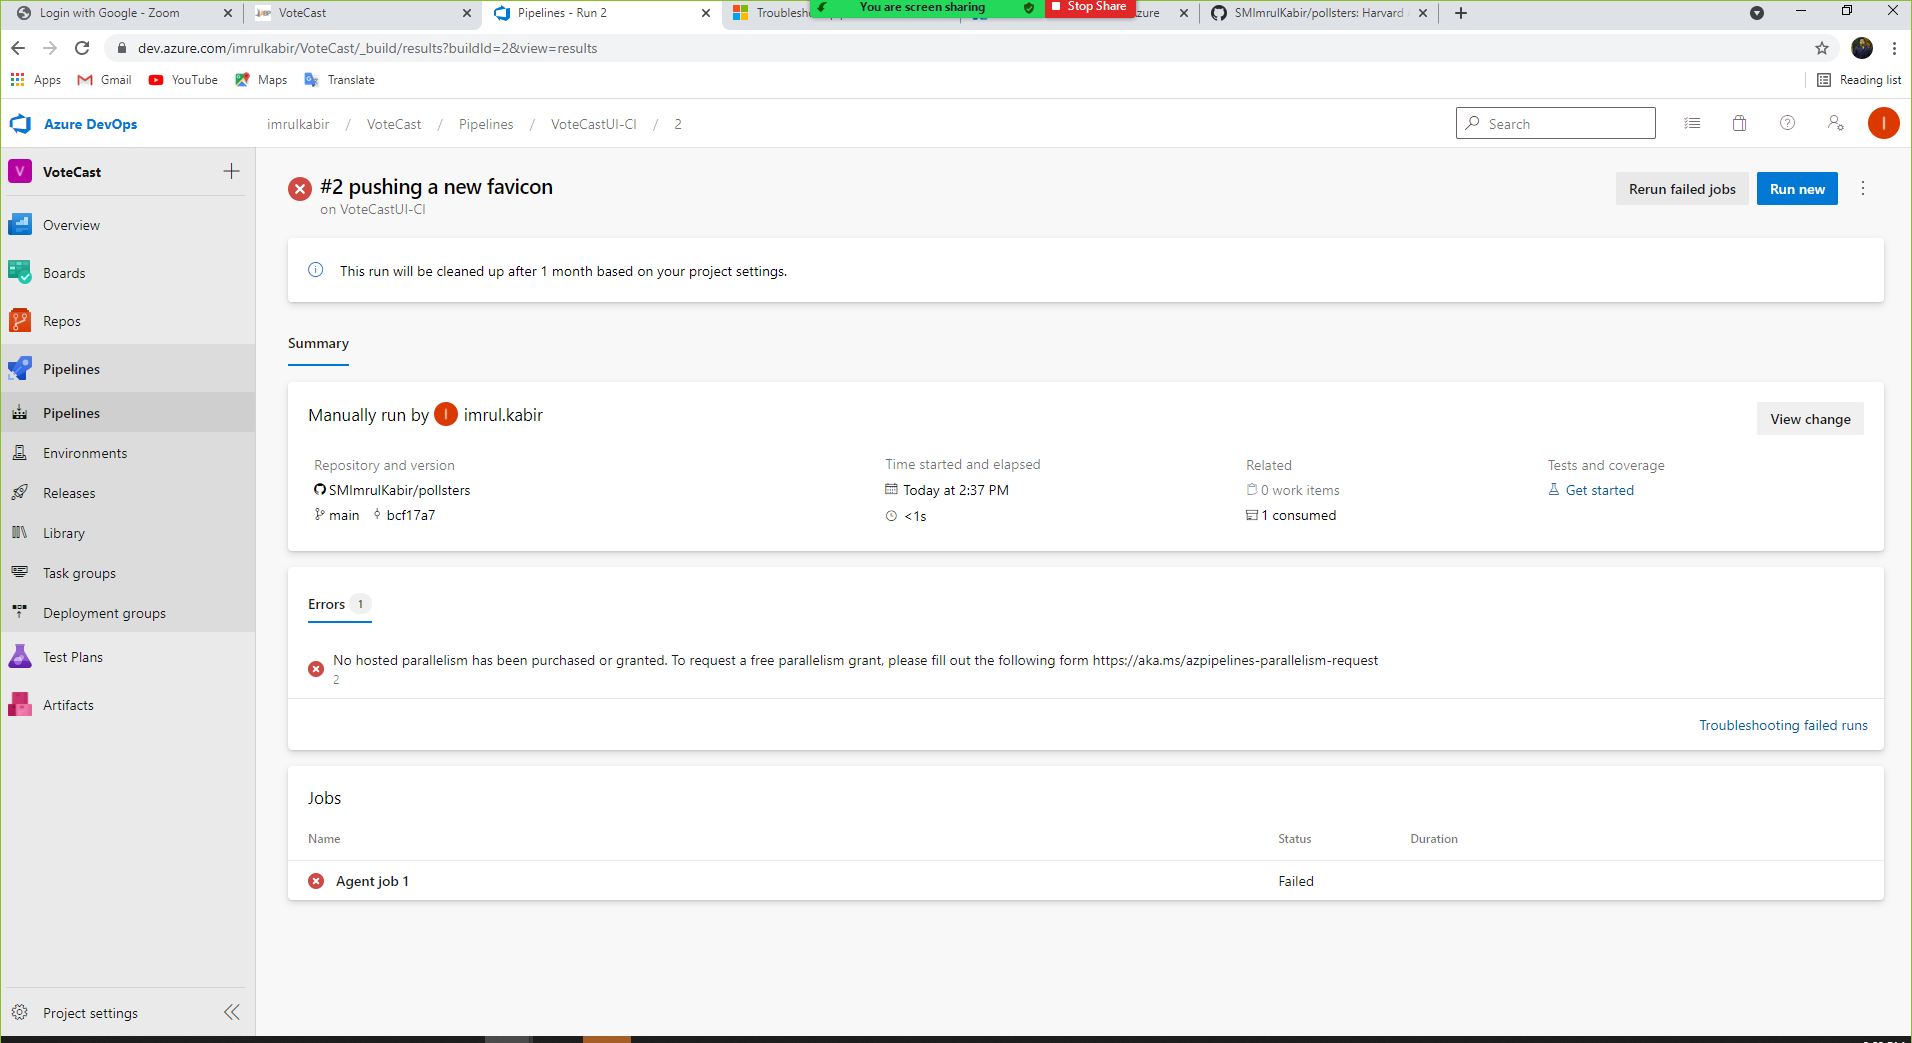 Login with Google - Zoom
VoteCast
Pipelines - Run 2
You are screen sharing
Stop Share
SMImrulKabir/pollsters: Harvard
dev.azure.com/imrulkabir/VoteCast/_build/results?buildId=2&view=results
Apps Gmail YouTube Maps Translate Reading list
Azure DevOps imrulkabir / VoteCast / Pipelines / VoteCastUI-CI / 2 Search I
V VoteCast
Overview
Boards
Repos
Pipelines
Pipelines
Environments
Releases
Library
Task groups
Deployment groups
Test Plans
Artifacts
Project settings
#2 pushing a new favicon
on VoteCastUI-CI
Rerun failed jobs Run new
This run will be cleaned up after 1 month based on your project settings.
Summary
Manually run by I imrul.kabir
View change
Repository and version Time started and elapsed Related Tests and coverage
SMImrulKabir/pollsters Today at 2:37 PM 0 work items Get started
main bcf17a7 <1s 1 consumed
Errors 1
No hosted parallelism has been purchased or granted. To request a free parallelism grant, please fill out the following form https://aka.ms/azpipelines-parallelism-request
2
Troubleshooting failed runs
Jobs
Name Status Duration
Agent job 1 Failed